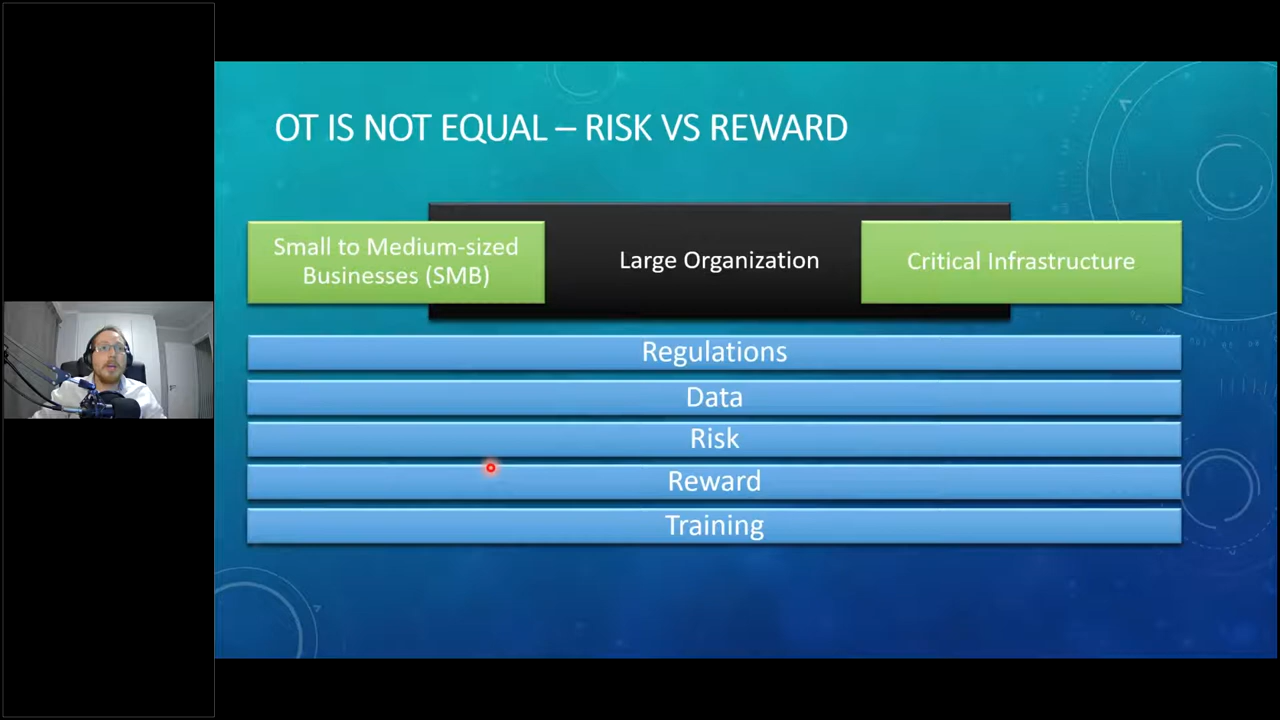 OT IS NOT EQUAL – RISK VS REWARD
Small to Medium-sized
Businesses (SMB)
Large Organization
Critical Infrastructure
Regulations
Data
Risk
Reward
Training